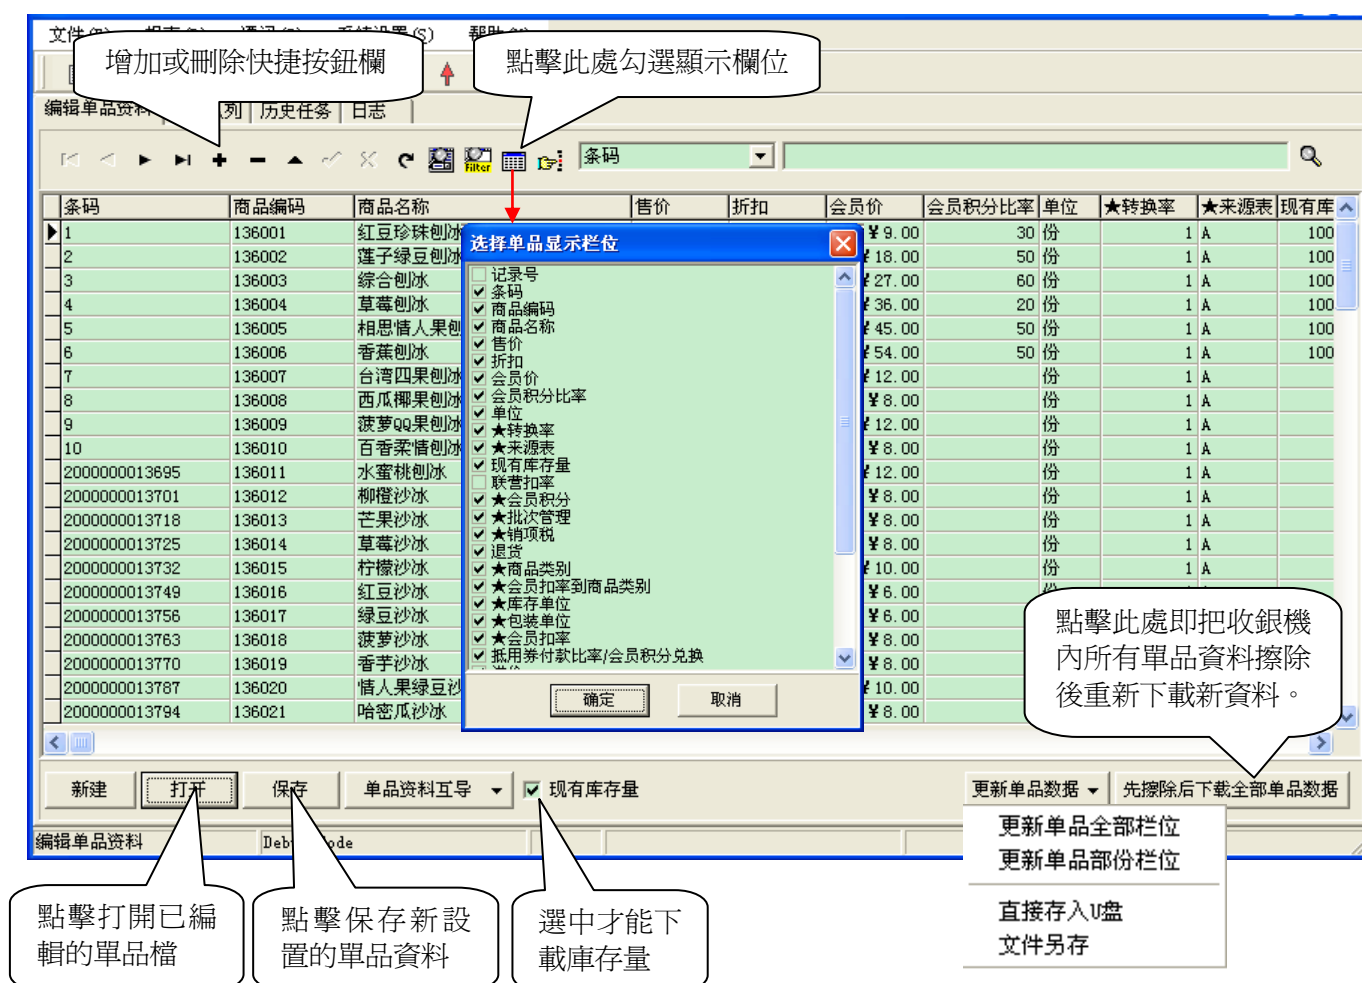 增加或刪除快捷按鈕欄
點擊此處勾選顯示欄位
编辑单品资料 列 历史任务 日志
Filter 条码
条码 商品编码 商品名称 售价 折扣 会员价 会员积分比率 单位 ★转换率 ★来源表 现有库
1 136001 红豆珍珠刨冰 ¥9.00 30 份 1 A 100
2 136002 莲子绿豆刨冰 ¥18.00 50 份 1 A 100
3 136003 综合刨冰 ¥27.00 60 份 1 A 100
4 136004 草莓刨冰 ¥36.00 20 份 1 A 100
5 136005 相思情人果刨 ¥45.00 50 份 1 A 100
6 136006 香蕉刨冰 ¥54.00 50 份 1 A 100
7 136007 台湾四果刨冰 ¥12.00 份 1 A
8 136008 西瓜椰果刨冰 ¥8.00 份 1 A
9 136009 菠萝QQ果刨冰 ¥12.00 份 1 A
10 136010 百香柔情刨冰 ¥8.00 份 1 A
2000000013695 136011 水蜜桃刨冰 ¥12.00 份 1 A
2000000013701 136012 柳橙沙冰 ¥8.00 份 1 A
2000000013718 136013 芒果沙冰 ¥8.00 份 1 A
2000000013725 136014 草莓沙冰 ¥8.00 份 1 A
2000000013732 136015 柠檬沙冰 ¥10.00 份 1 A
2000000013749 136016 红豆沙冰 ¥6.00
2000000013756 136017 绿豆沙冰 ¥6.00
2000000013763 136018 菠萝沙冰 ¥8.00
2000000013770 136019 香芋沙冰 ¥8.00
2000000013787 136020 情人果绿豆沙 ¥10.00
2000000013794 136021 哈密瓜沙冰 ¥8.00
选择单品显示栏位
记录号
条码
商品编码
商品名称
售价
折扣
会员价
会员积分比率
单位
★转换率
★来源表
现有库存量
联营扣率
★会员积分
★批次管理
★销项税
退货
★商品类别
★会员扣率到商品类别
★库存单位
★包装单位
★会员扣率
抵用券付款比率/会员积分兑换
确定 取消
點擊此處即把收銀機
內所有單品資料擦除
後重新下載新資料。
新建 打开 保存 单品资料互导 现有库存量 更新单品数据 先擦除后下载全部单品数据
编辑单品资料
更新单品全部栏位
更新单品部份栏位
直接存入U盘
文件另存
點擊打開已編
輯的單品檔
點擊保存新設
置的單品資料
選中才能下
載庫存量